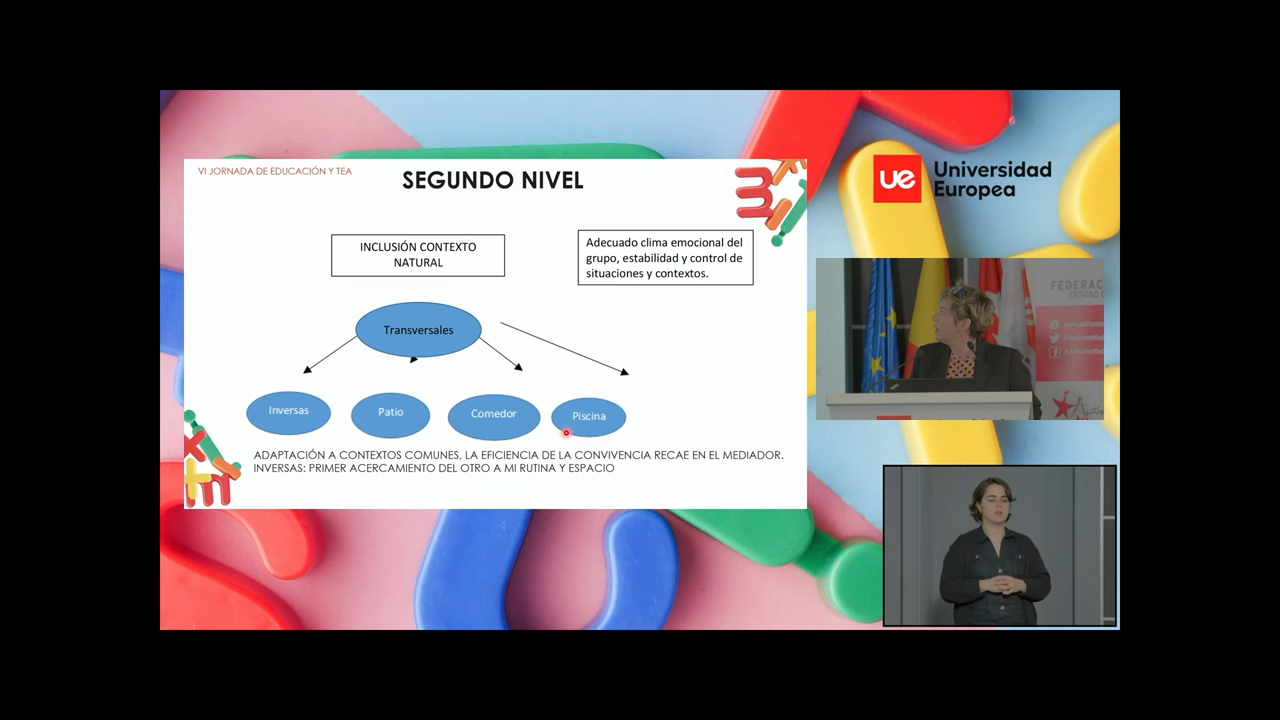 VI JORNADA DE EDUCACIÓN Y TEA
SEGUNDO NIVEL
INCLUSIÓN CONTEXTO
NATURAL
Adecuado clima emocional del
grupo, estabilidad y control de
situaciones y contextos.
Transversales
Inversas
Patio
Comedor
Piscina
ADAPTACIÓN A CONTEXTOS COMUNES, LA EFICIENCIA DE LA CONVIVENCIA RECAE EN EL MEDIADOR.
INVERSAS: PRIMER ACERCAMIENTO DEL OTRO A MI RUTINA Y ESPACIO
ue Universidad
Europea
FEDERAC